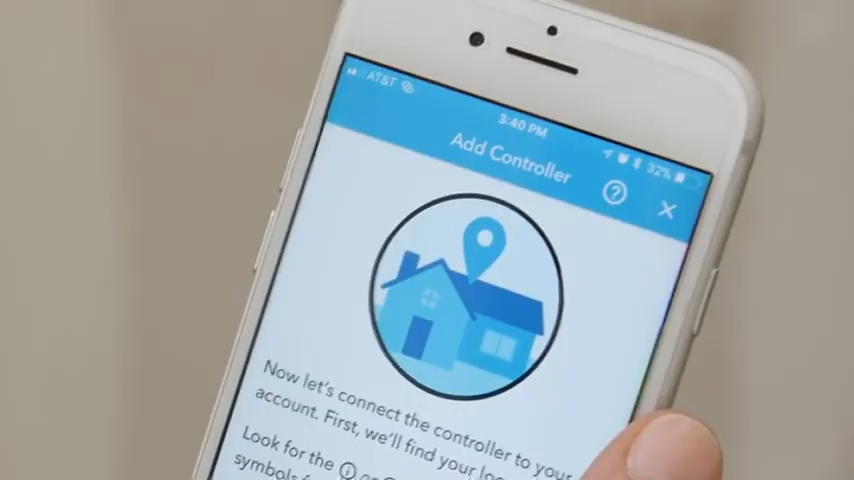 AT&T
3:40 PM
32%
Add Controller
?
Now let's connect the controller to your
account. First, we'll find your
Look for the i
symbols